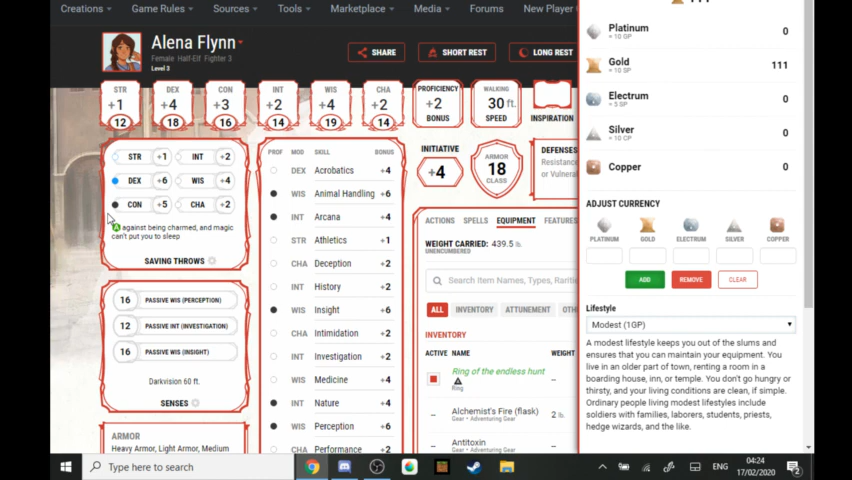 Creations Game Rules Sources Tools Marketplace Media Forums New Player
Alena Flynn
Female Half-Elf Fighter 3
Level 3
SHARE SHORT REST LONG REST
STR DEX CON INT WIS CHA
+1 +4 +3 +2 +4 +2
12 18 16 14 19 14
PROFICIENCY
+2
BONUS
WALKING
30 ft.
SPEED
INSPIRATION
STR +1 INT +2
DEX +6 WIS +4
CON +5 CHA +2
against being charmed, and magic
can't put you to sleep
SAVING THROWS
16 PASSIVE WIS (PERCEPTION)
12 PASSIVE INT (INVESTIGATION)
16 PASSIVE WIS (INSIGHT)
Darkvision 60 ft.
SENSES
ARMOR
Heavy Armor, Light Armor, Medium
PROF MOD SKILL BONUS
DEX Acrobatics +4
WIS Animal Handling +6
INT Arcana +4
STR Athletics +1
CHA Deception +2
INT History +2
WIS Insight +6
CHA Intimidation +2
INT Investigation +2
WIS Medicine +4
INT Nature +4
WIS Perception +6
CHA Performance +2
INITIATIVE
+4
ARMOR
18
CLASS
DEFENSES
Resistanc
or Vulnera
ACTIONS SPELLS EQUIPMENT FEATURES
WEIGHT CARRIED: 439.5 lb.
UNENCUMBERED
Search Item Names, Types, Raritie
ALL INVENTORY ATTUNEMENT OTH
INVENTORY
ACTIVE NAME WEIGHT
Ring of the endless hunt
Ring
--
Alchemist's Fire (flask)
Gear • Adventuring Gear
2 lb.
Antitoxin
Gear • Adventuring Gear
111
Platinum
= 10 GP
0
Gold
= 10 SP
111
Electrum
= 5 SP
0
Silver
= 10 CP
0
Copper
0
ADJUST CURRENCY
PLATINUM GOLD ELECTRUM SILVER COPPER
ADD REMOVE CLEAR
Lifestyle
Modest (1GP)
A modest lifestyle keeps you out of the slums and
ensures that you can maintain your equipment. You
live in an older part of town, renting a room in a
boarding house, inn, or temple. You don't go hungry or
thirsty, and your living conditions are clean, if simple.
Ordinary people living modest lifestyles include
soldiers with families, laborers, students, priests,
hedge wizards, and the like.
Type here to search
ENG
04:24
17/02/2020
2